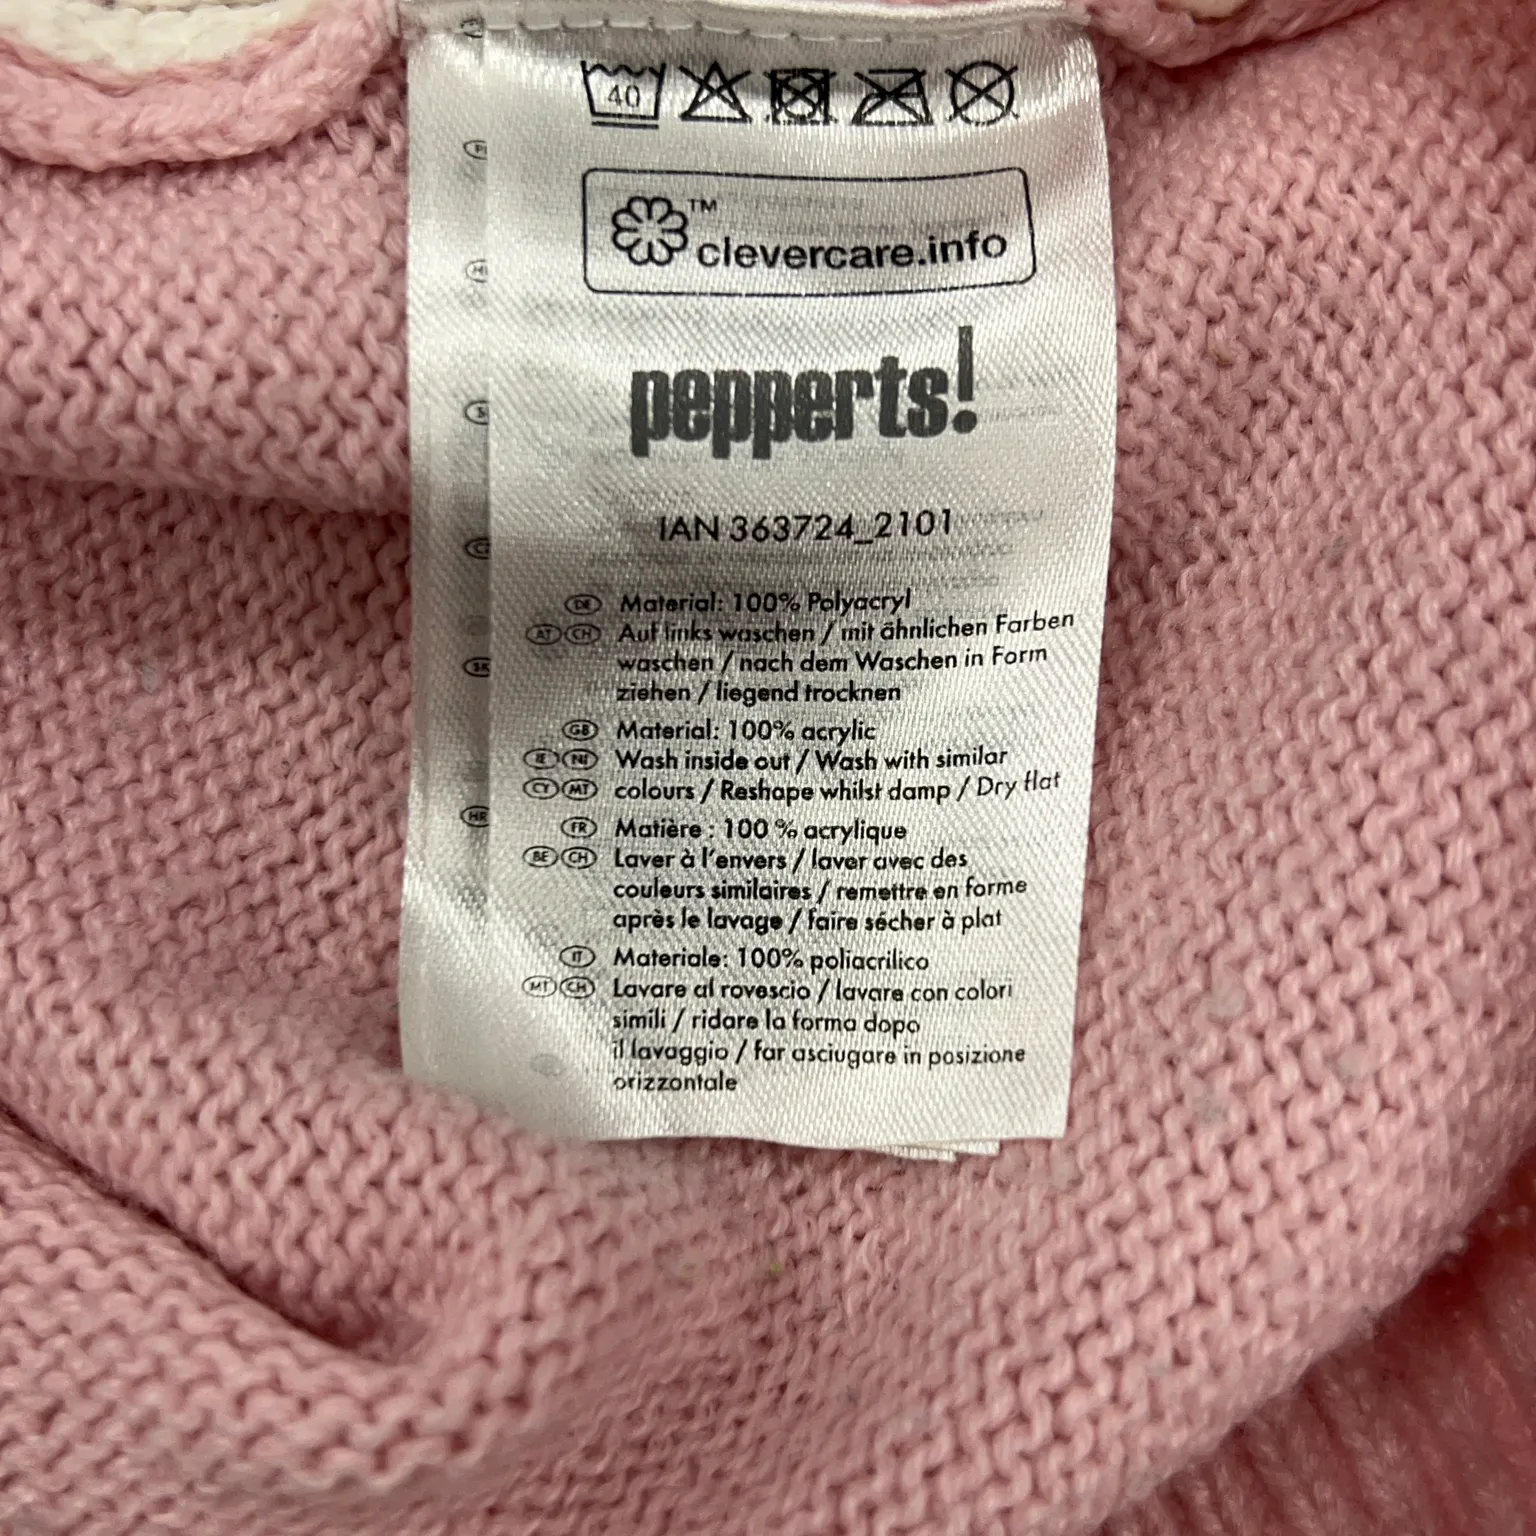 40
™
clevercare.info
pepperts!
IAN 363724_2101
DE Material: 100% Polyacryl
AT CH Auf links waschen / mit ähnlichen Farben
waschen / nach dem Waschen in Form
ziehen / liegend trocknen
GB Material: 100% acrylic
IE NI Wash inside out / Wash with similar
CY MT colours / Reshape whilst damp / Dry flat
FR Matière : 100 % acrylique
BE CH Laver à l'envers / laver avec des
couleurs similaires / remettre en forme
après le lavage / faire sécher à plat
IT Materiale: 100% poliacrilico
MT CH Lavare al rovescio / lavare con colori
simili / ridare la forma dopo
il lavaggio / far asciugare in posizione
orizzontale
SK
HR